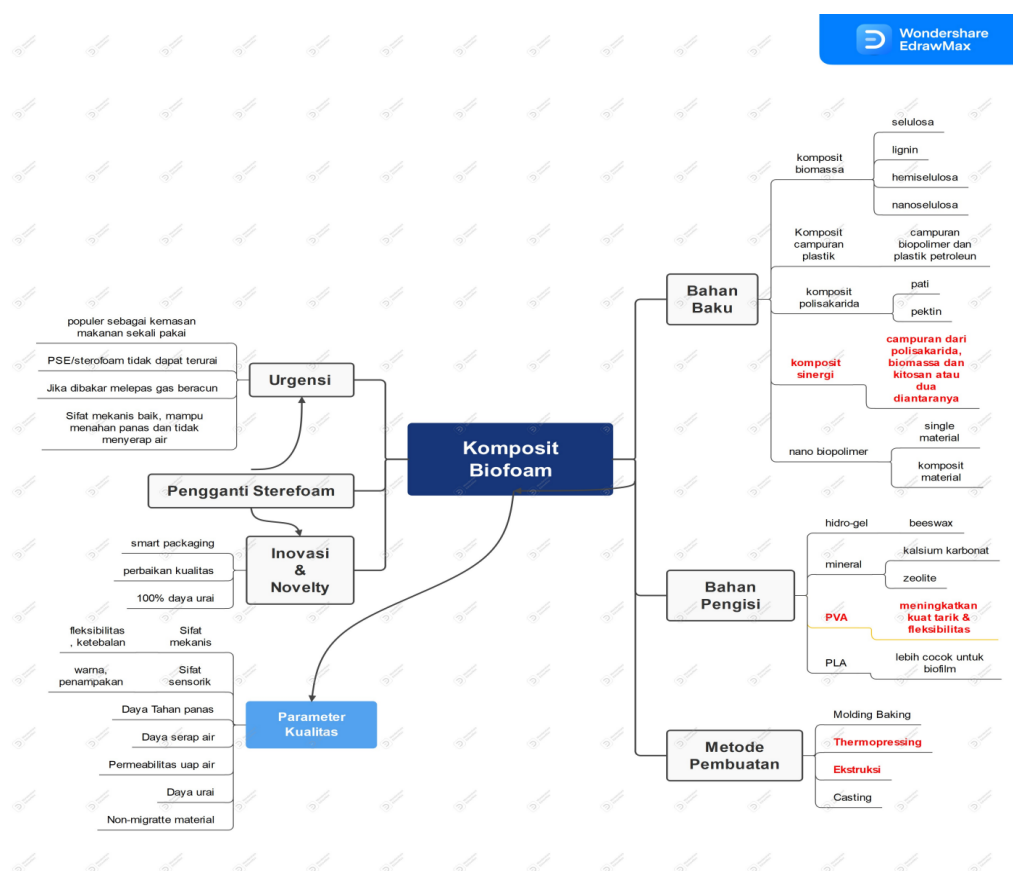 Wondershare
EdrawMax
Komposit
Biofoam
Bahan
Baku
komposit
biomassa
selulosa
lignin
hemiselulosa
nanoselulosa
Komposit
campuran
plastik
campuran
biopolimer dan
plastik petroleun
komposit
polisakarida
pati
pektin
komposit
sinergi
campuran dari
polisakarida,
biomassa dan
kitosan atau
dua
diantaranya
nano biopolimer
single
material
komposit
material
Bahan
Pengisi
hidro-gel
beeswax
mineral
kalsium karbonat
zeolite
PVA
meningkatkan
kuat tarik &
fleksibilitas
PLA
lebih cocok untuk
biofilm
Metode
Pembuatan
Molding Baking
Thermopressing
Ekstruksi
Casting
Urgensi
populer sebagai kemasan
makanan sekali pakai
PSE/sterofoam tidak dapat terurai
Jika dibakar melepas gas beracun
Sifat mekanis baik, mampu
menahan panas dan tidak
menyerap air
Pengganti Sterefoam
Inovasi
&
Novelty
smart packaging
perbaikan kualitas
100% daya urai
Parameter
Kualitas
fleksibilitas
, ketebalan
Sifat
mekanis
warna,
penampakan
Sifat
sensorik
Daya Tahan panas
Daya serap air
Permeabilitas uap air
Daya urai
Non-migratte material